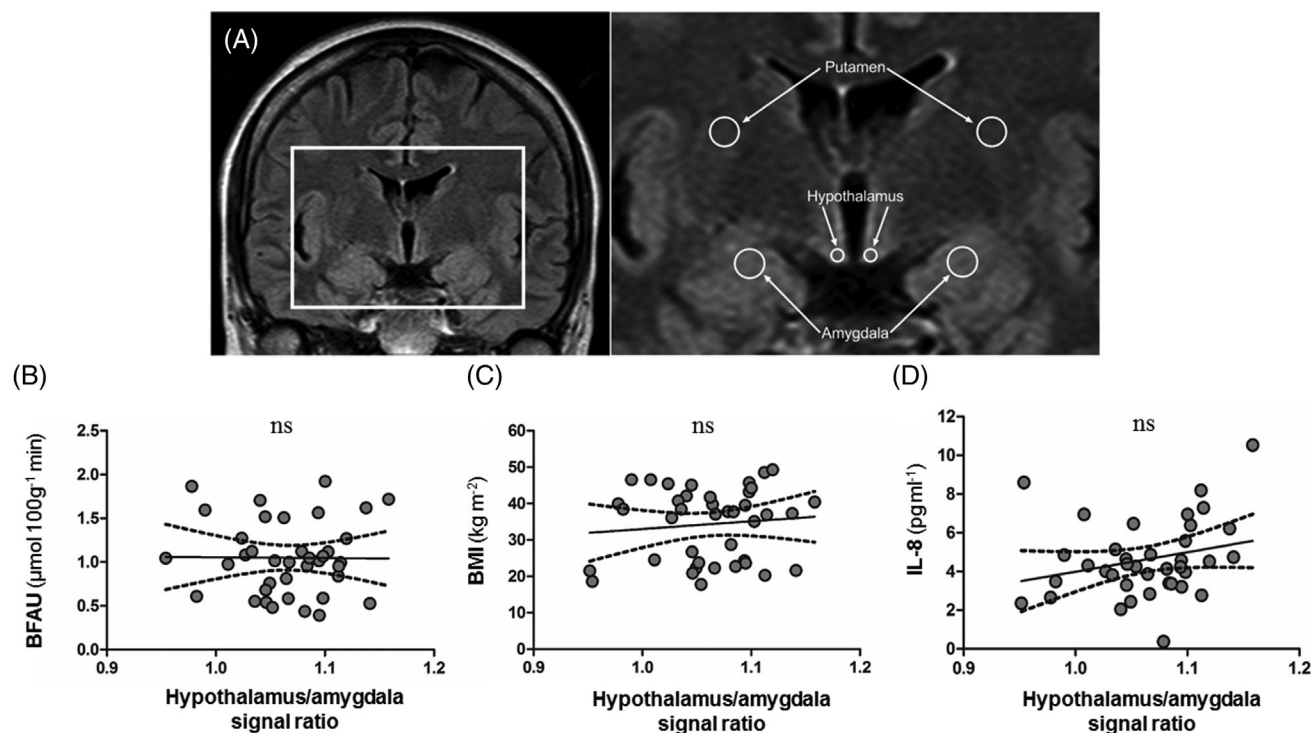 (A)
Putamen
Hypothalamus
Amygdala
(B)
(C)
(D)
ns
BFAU (μmol 100g⁻¹ min)
2.5
2.0
1.5
1.0
0.5
0.0
0.9
1.0
1.1
1.2
Hypothalamus/amygdala
signal ratio
ns
BMI (kg m⁻²)
60
50
40
30
20
10
0
0.9
1.0
1.1
1.2
Hypothalamus/amygdala
signal ratio
ns
IL-8 (pgml⁻¹)
12
10
8
6
4
2
0
0.9
1.0
1.1
1.2
Hypothalamus/amygdala
signal ratio